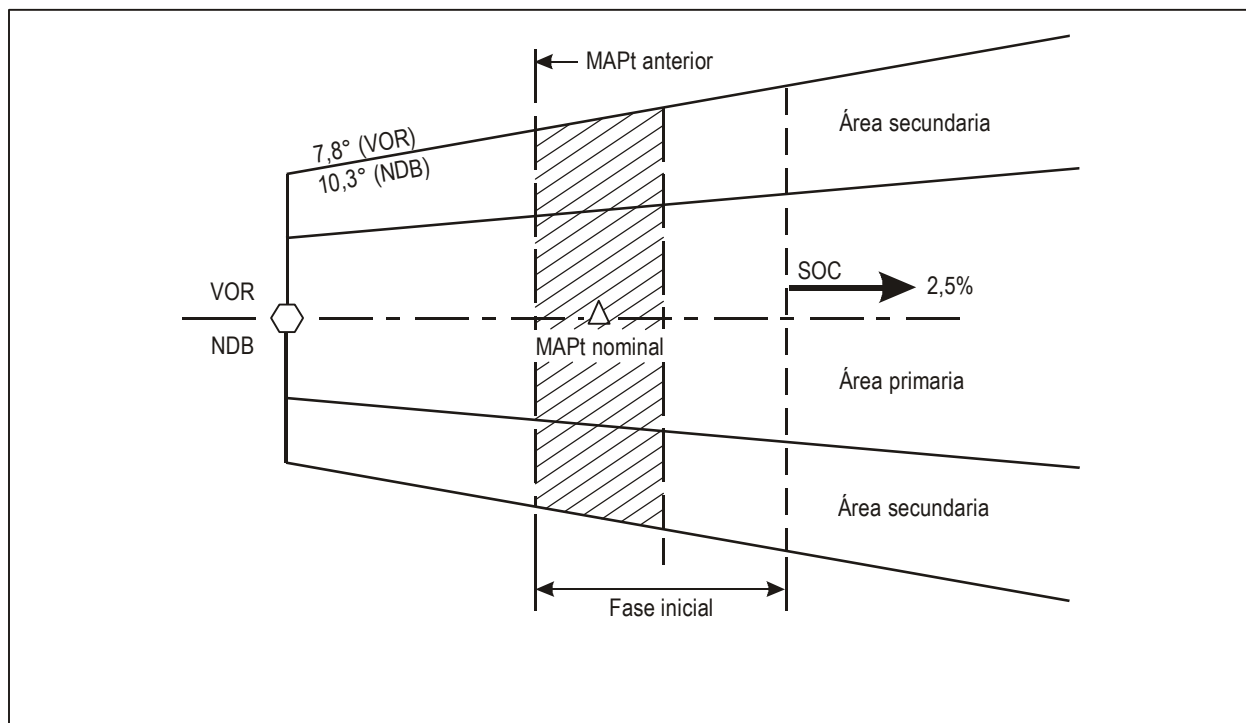 MAPt anterior
7,8° (VOR)
10,3° (NDB)
Área secundaria
VOR
NDB
SOC
2,5%
MAPt nominal
Área primaria
Área secundaria
Fase inicial